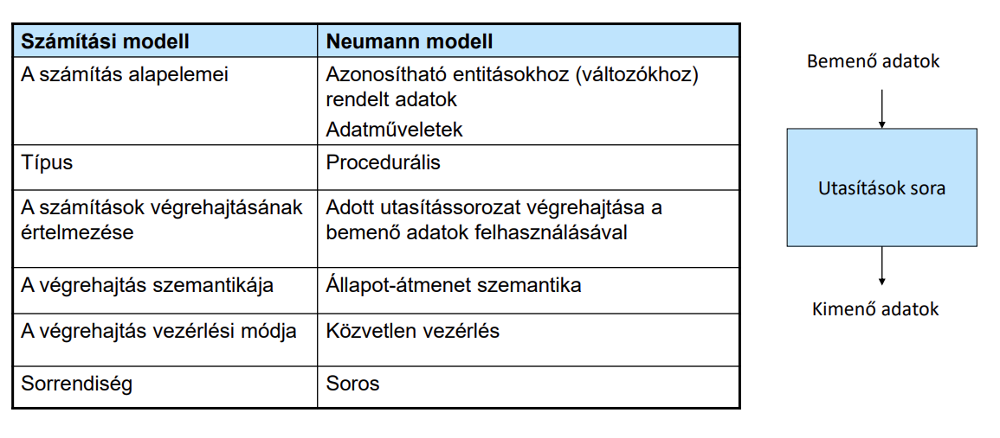 Számítási modell
Neumann modell
A számítás alapelemei
Azonosítható entitásokhoz (változókhoz)
rendelt adatok
Adatműveletek
Típus
Procedurális
A számítások végrehajtásának
értelmezése
Adott utasítássorozat végrehajtása a
bemenő adatok felhasználásával
A végrehajtás szemantikája
Állapot-átmenet szemantika
A végrehajtás vezérlési módja
Közvetlen vezérlés
Sorrendiség
Soros
Bemenő adatok
Utasítások sora
Kimenő adatok